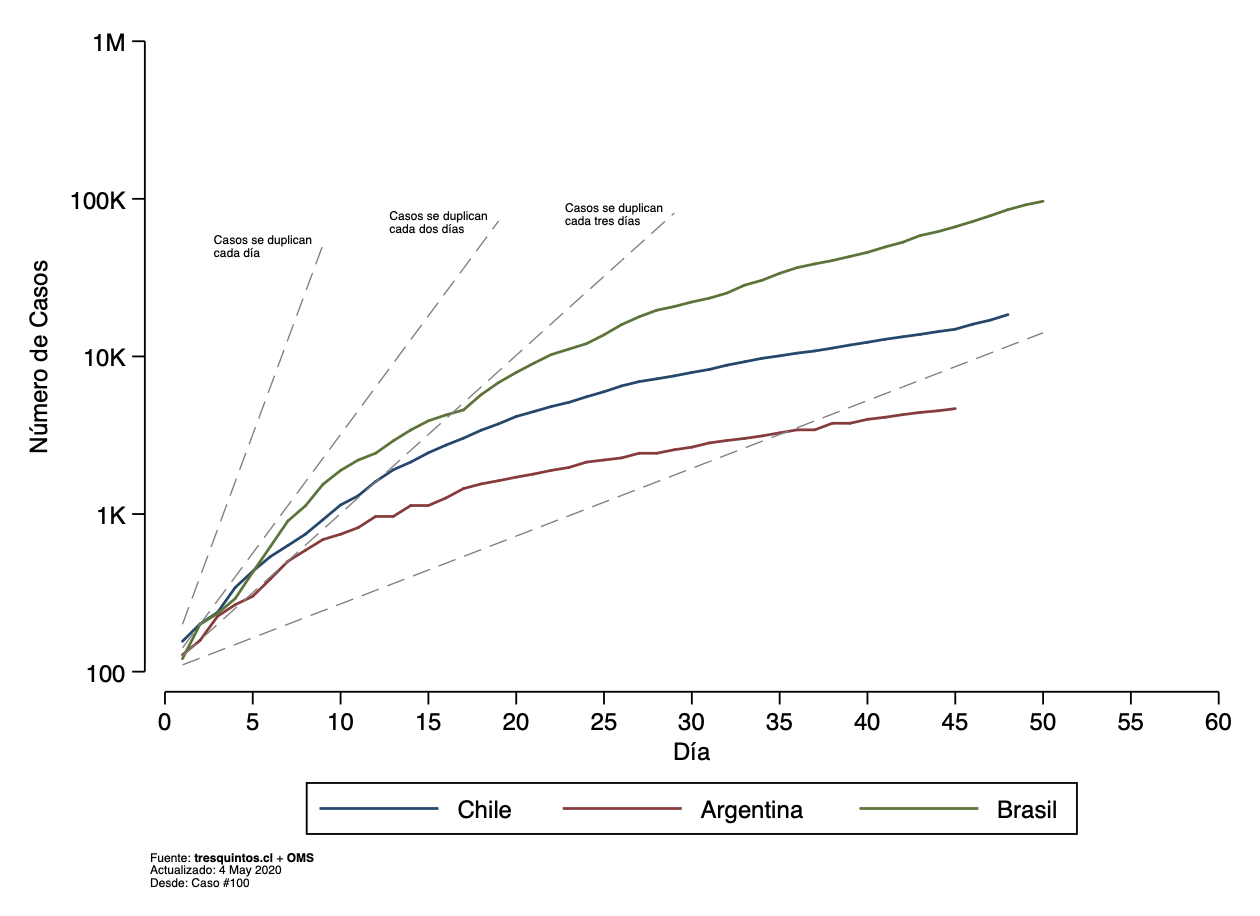 1M
100K
10K
1K
100
Número de Casos
Casos se duplican
cada día
Casos se duplican
cada dos días
Casos se duplican
cada tres días
0 5 10 15 20 25 30 35 40 45 50 55 60
Día
Chile Argentina Brasil
Fuente: tresquintos.cl + OMS
Actualizado: 4 May 2020
Desde: Caso #100